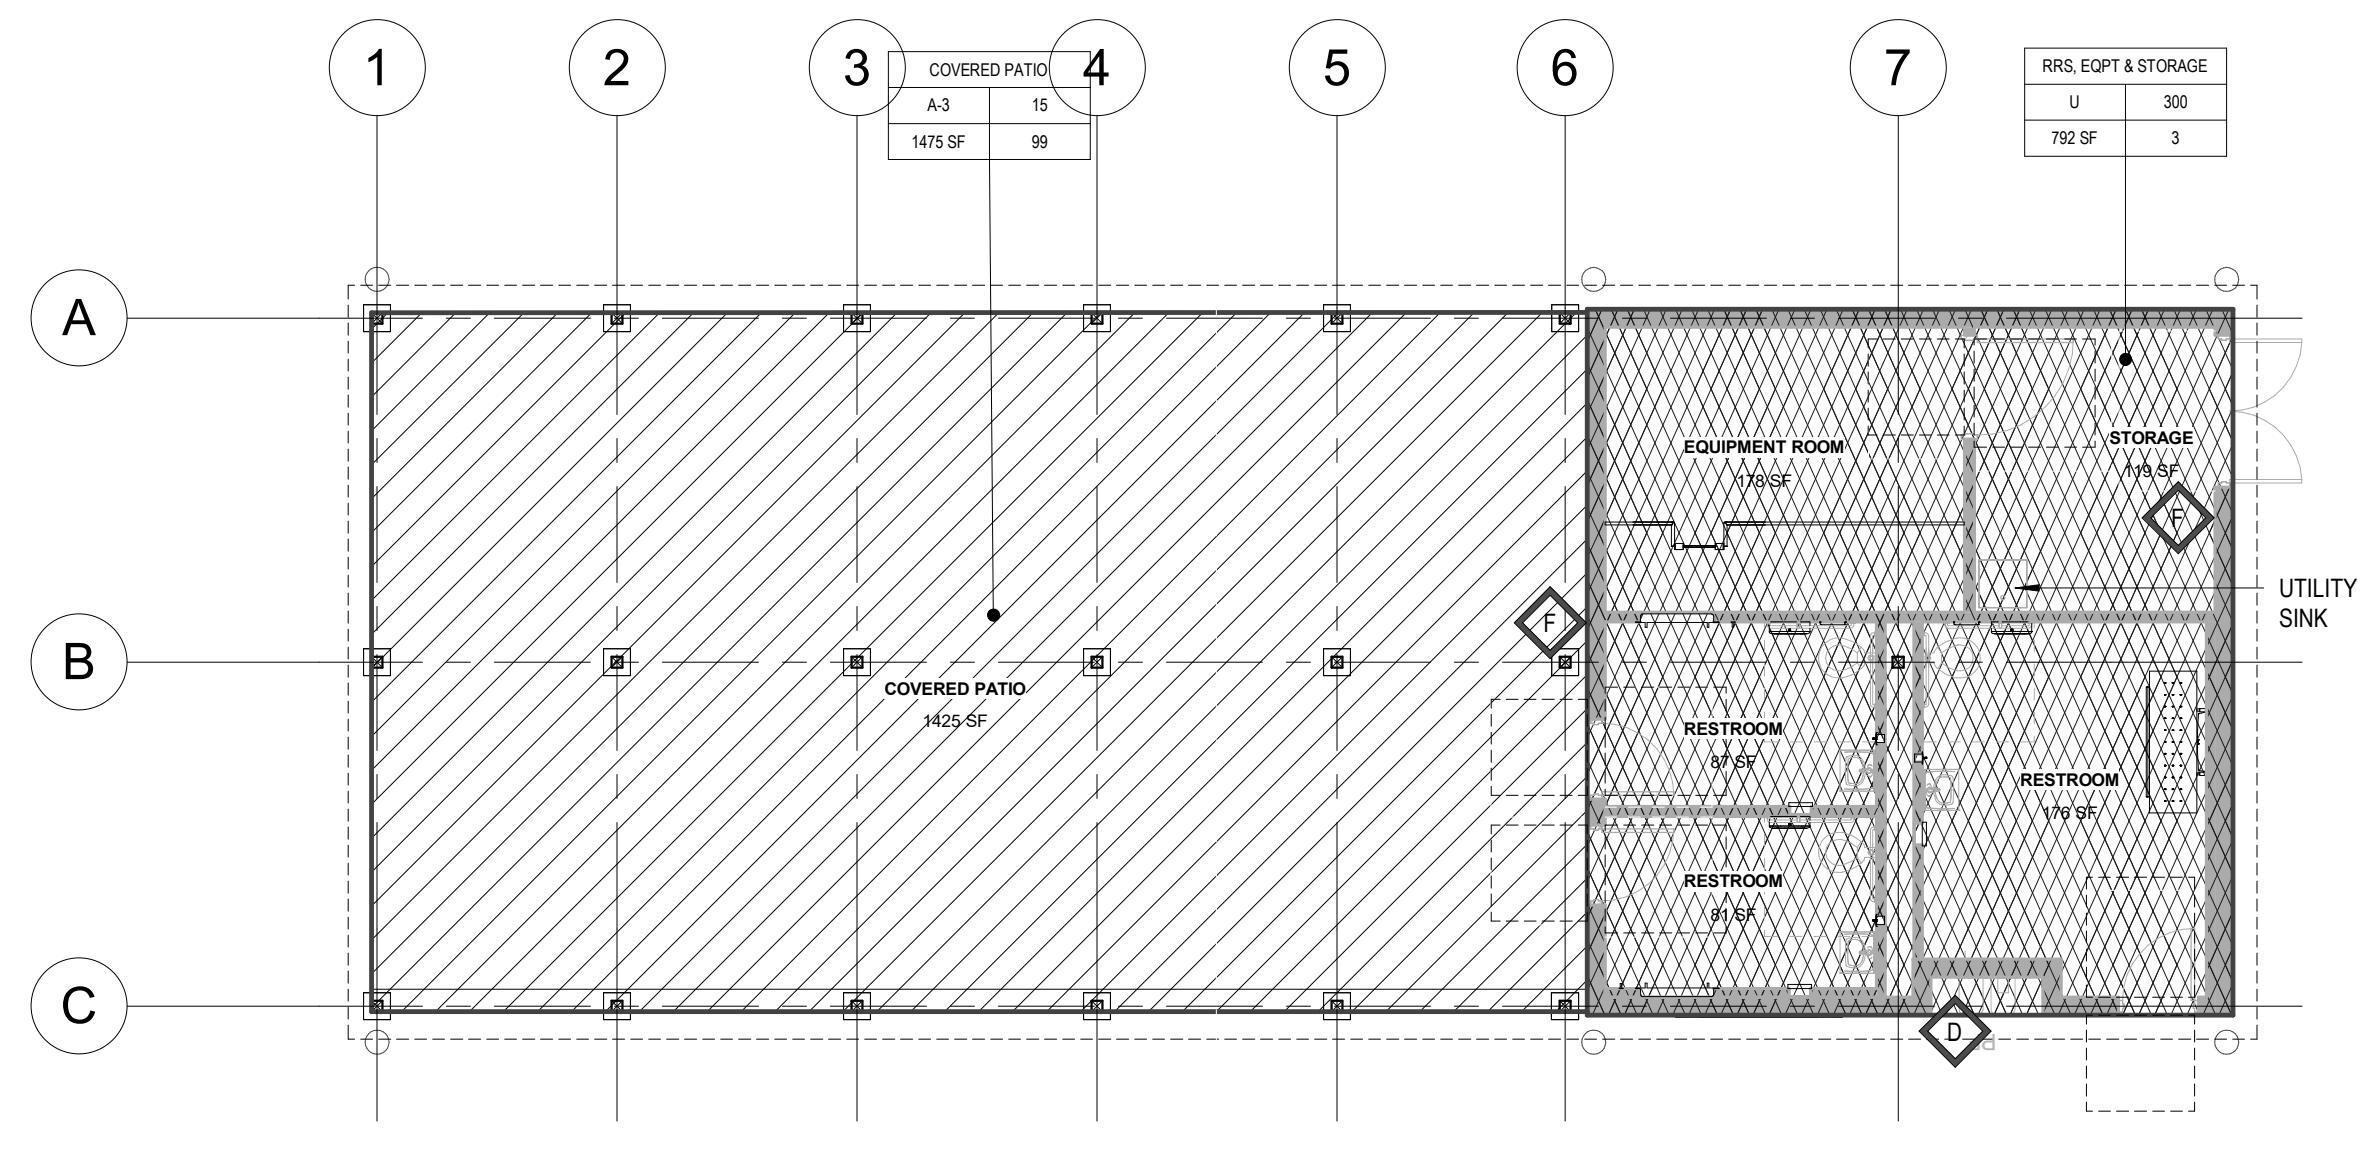 1
2
3
4
5
6
7
COVERED PATIO
A-3 15
1475 SF 99
RRS, EQPT & STORAGE
U 300
792 SF 3
A
B
C
EQUIPMENT ROOM
178 SF
STORAGE
119 SF
F
UTILITY
SINK
F
COVERED PATIO
1425 SF
RESTROOM
87 SF
RESTROOM
176 SF
RESTROOM
81 SF
D